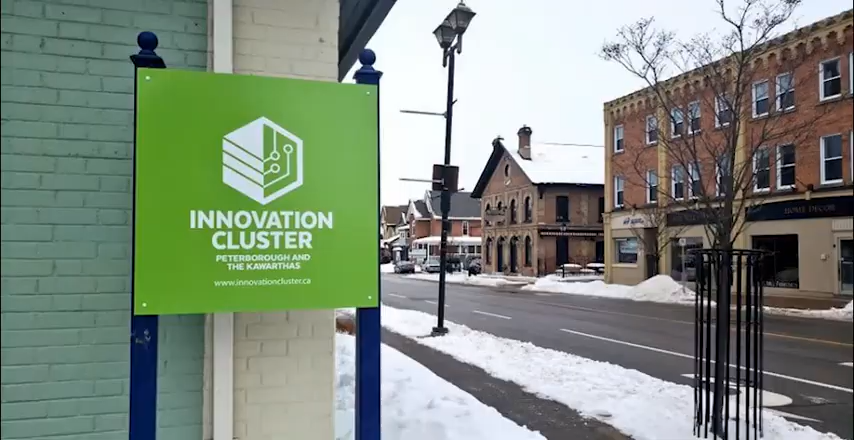 INNOVATION
CLUSTER
PETERBOROUGH AND
THE KAWARTHAS
www.innovationcluster.ca
HOME DECOR